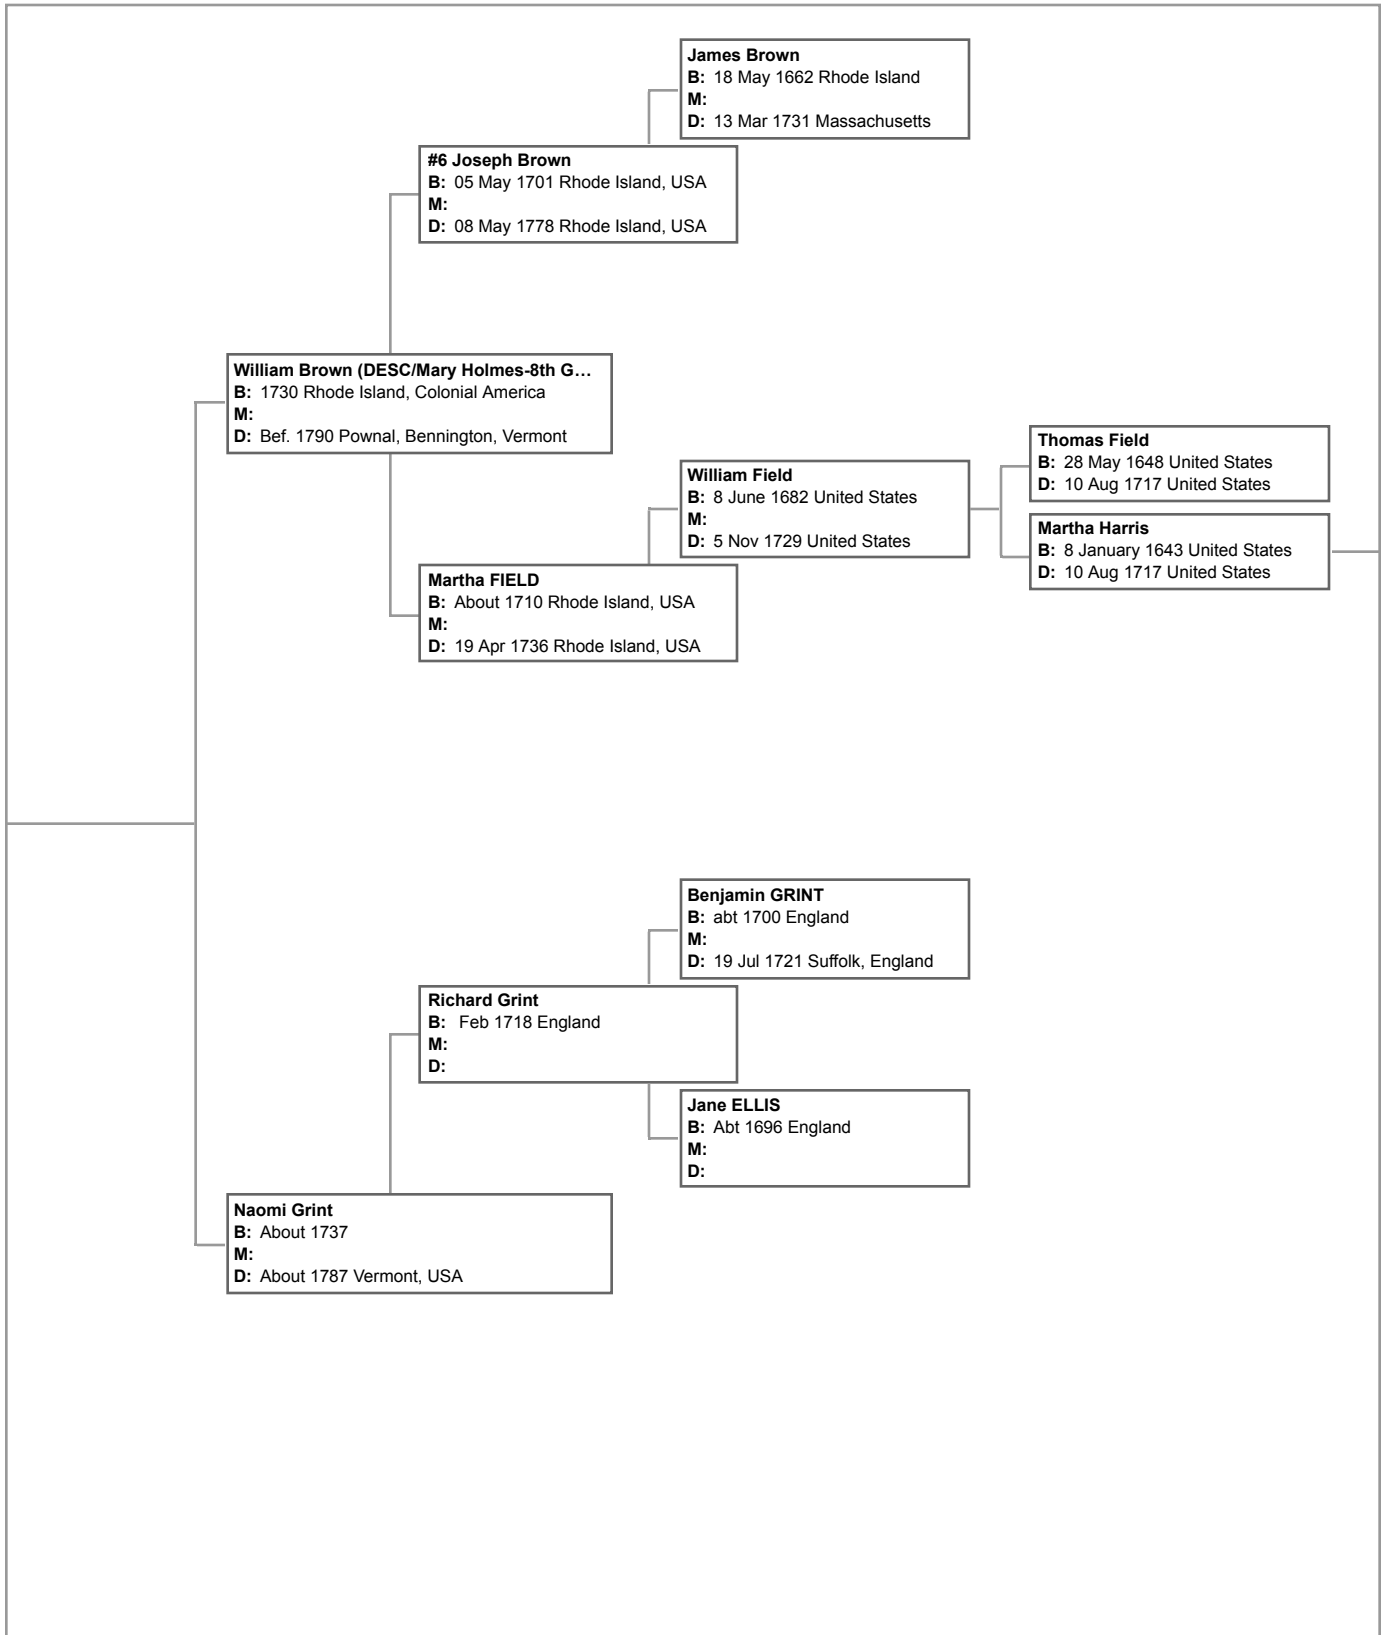 James Brown
B: 18 May 1662 Rhode Island
M:
D: 13 Mar 1731 Massachusetts
#6 Joseph Brown
B: 05 May 1701 Rhode Island, USA
M:
D: 08 May 1778 Rhode Island, USA
William Brown (DESC/Mary Holmes-8th G…
B: 1730 Rhode Island, Colonial America
M:
D: Bef. 1790 Pownal, Bennington, Vermont
Thomas Field
B: 28 May 1648 United States
D: 10 Aug 1717 United States
William Field
B: 8 June 1682 United States
M:
D: 5 Nov 1729 United States
Martha Harris
B: 8 January 1643 United States
D: 10 Aug 1717 United States
Martha FIELD
B: About 1710 Rhode Island, USA
M:
D: 19 Apr 1736 Rhode Island, USA
Benjamin GRINT
B: abt 1700 England
M:
D: 19 Jul 1721 Suffolk, England
Richard Grint
B: Feb 1718 England
M:
D:
Jane ELLIS
B: Abt 1696 England
M:
D:
Naomi Grint
B: About 1737
M:
D: About 1787 Vermont, USA